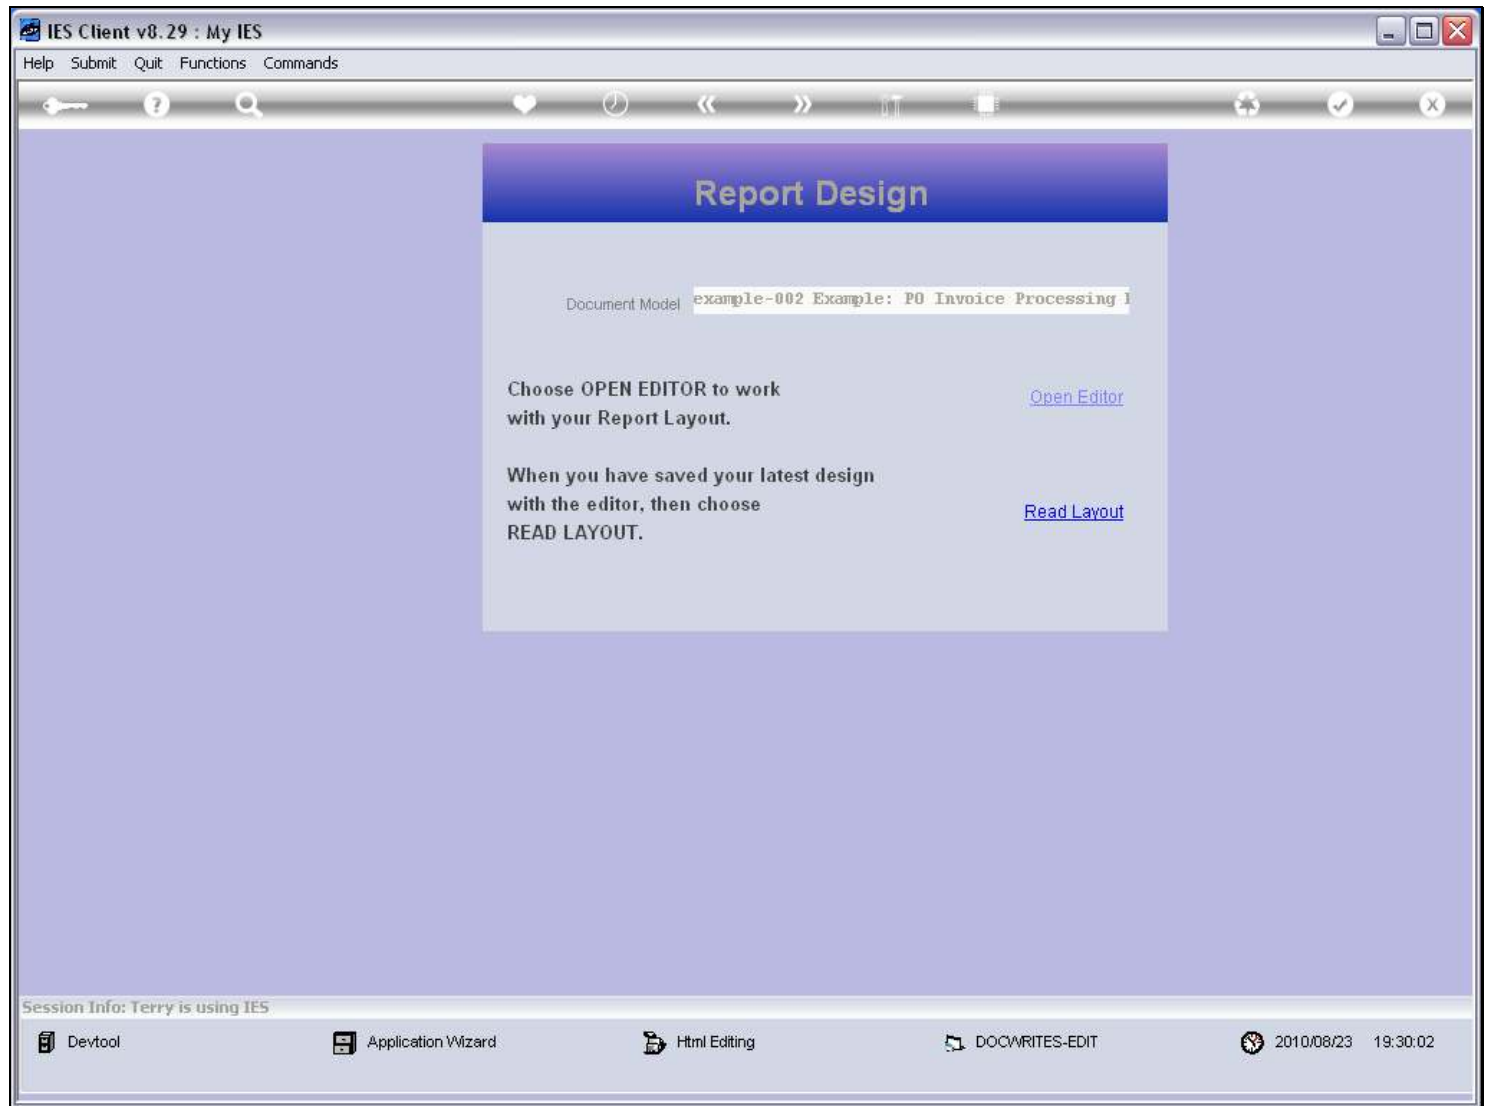 IES Client v8.29 : My IES
Help Submit Quit Functions Commands
Report Design
Document Model example-002 Example: PO Invoice Processing
Choose OPEN EDITOR to work
with your Report Layout.
Open Editor
When you have saved your latest design
with the editor, then choose
READ LAYOUT.
Read Layout
Session Info: Terry is using IES
Devtool Application Wizard Html Editing DOCWRITES-EDIT 2010/08/23 19:30:02